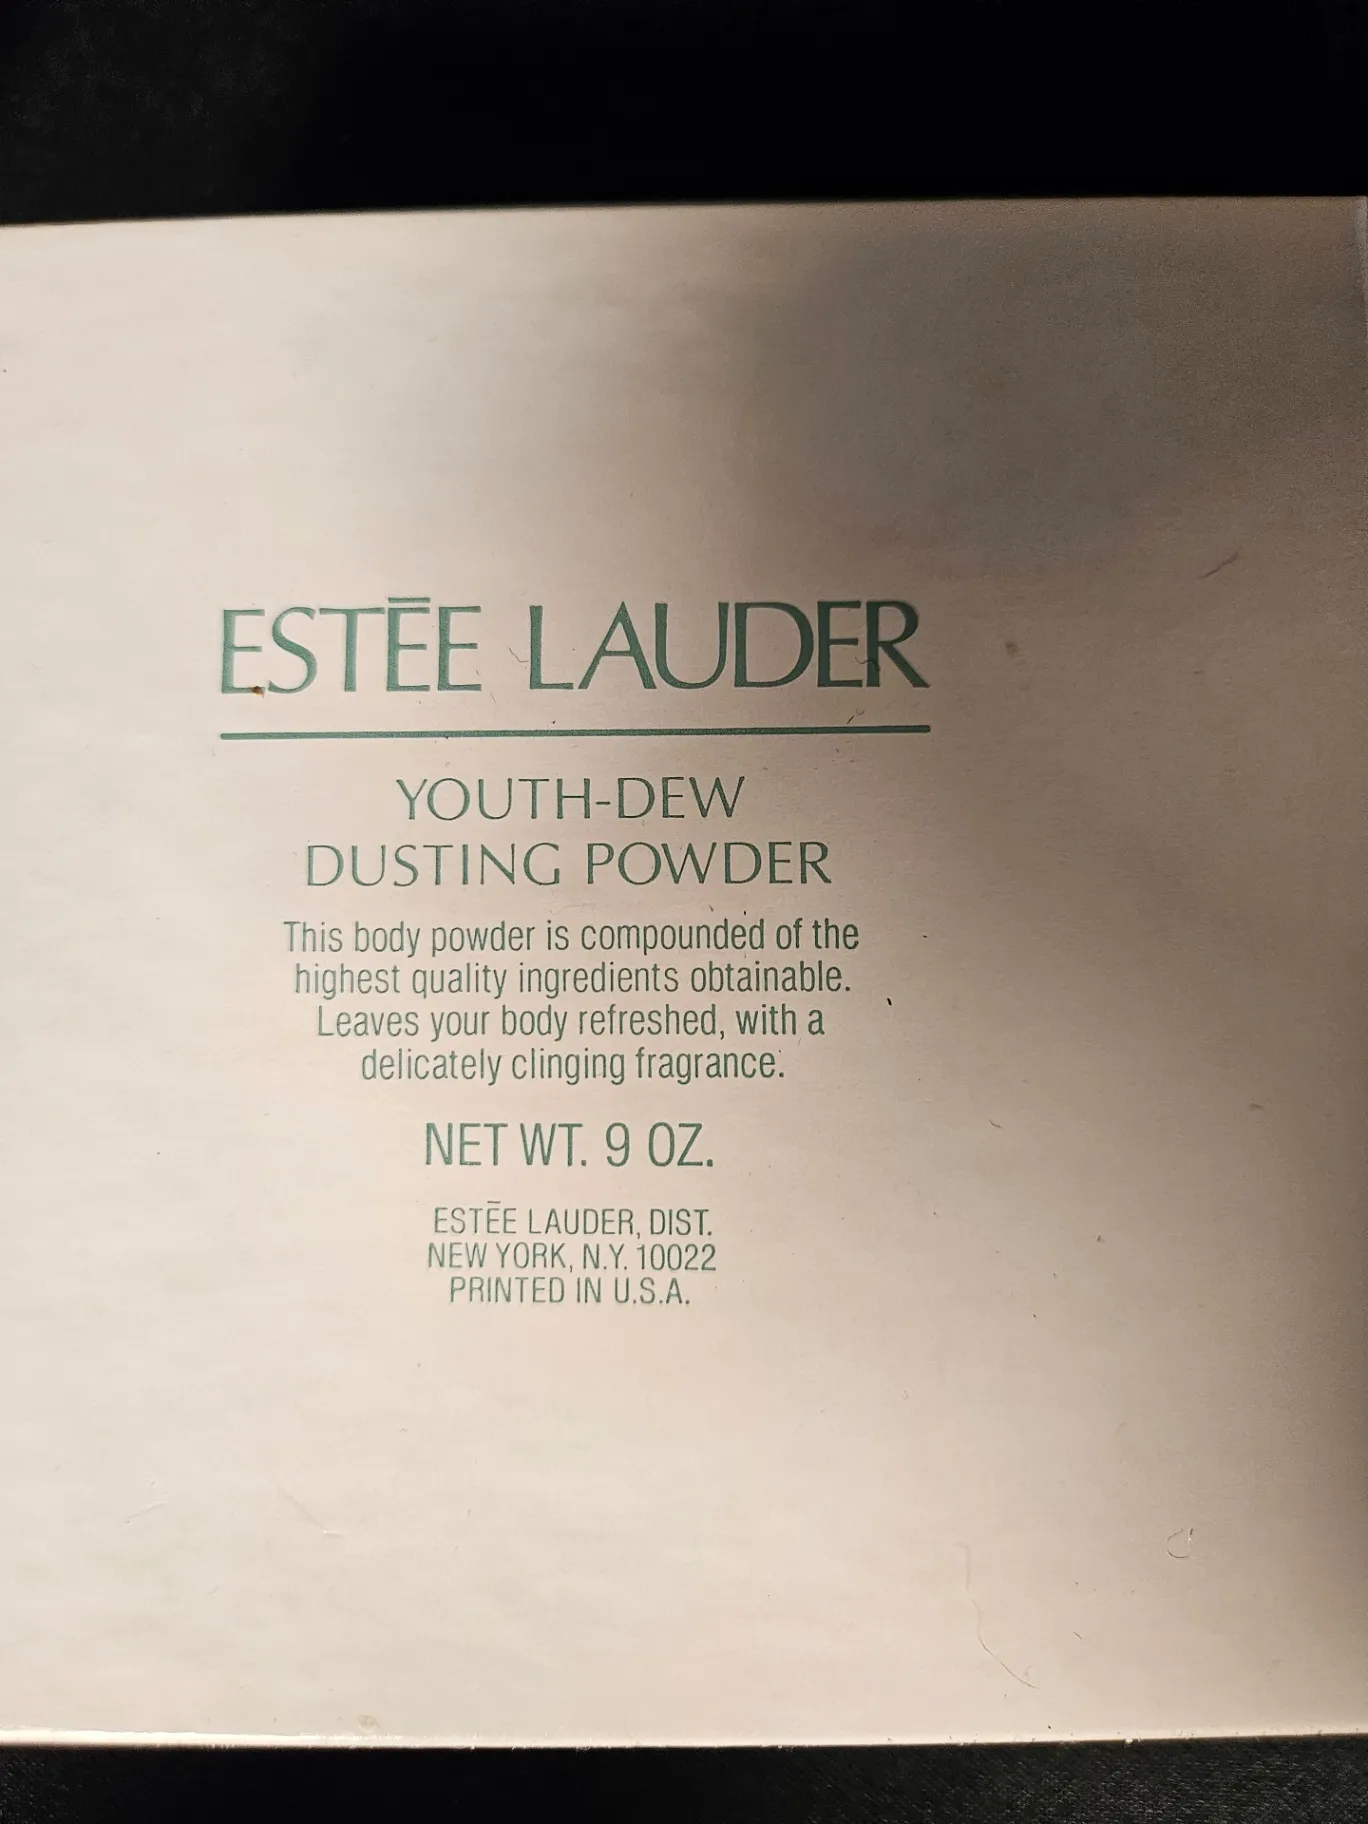 ESTĒE LAUDER
YOUTH-DEW
DUSTING POWDER
This body powder is compounded of the
highest quality ingredients obtainable.
Leaves your body refreshed, with a
delicately clinging fragrance.
NET WT. 9 OZ.
ESTĒE LAUDER, DIST.
NEW YORK, N.Y. 10022
PRINTED IN U.S.A.